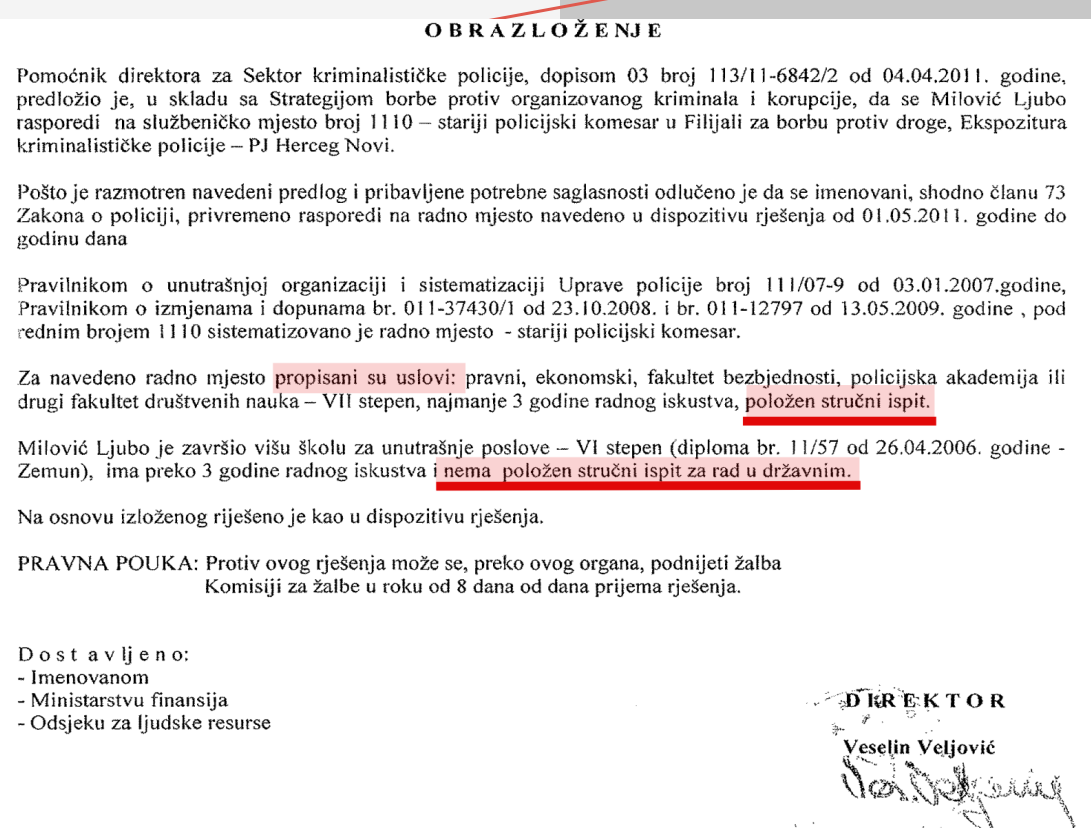 O B R A Z L O Ž E NJ E
Pomoćnik direktora za Sektor kriminalističke policije, dopisom 03 broj 113/11-6842/2 od 04.04.2011. godine,
predložio je, u skladu sa Strategijom borbe protiv organizovanog kriminala i korupcije, da se Milović Ljubo
rasporedi na službeničko mjesto broj 1110 – stariji policijski komesar u Filijali za borbu protiv droge, Ekspozitura
kriminalističke policije – PJ Herceg Novi.
Pošto je razmotren navedeni predlog i pribavljene potrebne saglasnosti odlučeno je da se imenovani, shodno članu 73
Zakona o policiji, privremeno rasporedi na radno mjesto navedeno u dispozitivu rješenja od 01.05.2011. godine do
godinu dana
Pravilnikom o unutrašnjoj organizaciji i sistematizaciji Uprave policije broj 111/07-9 od 03.01.2007.godine,
Pravilnikom o izmjenama i dopunama br. 011-37430/1 od 23.10.2008. i br. 011-12797 od 13.05.2009. godine , pod
rednim brojem 1110 sistematizovano je radno mjesto - stariji policijski komesar.
Za navedeno radno mjesto propisani su uslovi: pravni, ekonomski, fakultet bezbjednosti, policijska akademija ili
drugi fakultet društvenih nauka – VII stepen, najmanje 3 godine radnog iskustva, položen stručni ispit.
Milović Ljubo je završio višu školu za unutrašnje poslove – VI stepen (diploma br. 11/57 od 26.04.2006. godine -
Zemun), ima preko 3 godine radnog iskustva i nema položen stručni ispit za rad u državnim.
Na osnovu izloženog riješeno je kao u dispozitivu rješenja.
PRAVNA POUKA: Protiv ovog rješenja može se, preko ovog organa, podnijeti žalba
Komisiji za žalbe u roku od 8 dana od dana prijema rješenja.
D o s t a v lj e n o:
- Imenovanom
- Ministarstvu finansija
- Odsjeku za ljudske resurse
D I R E K T O R
Veselin Veljović